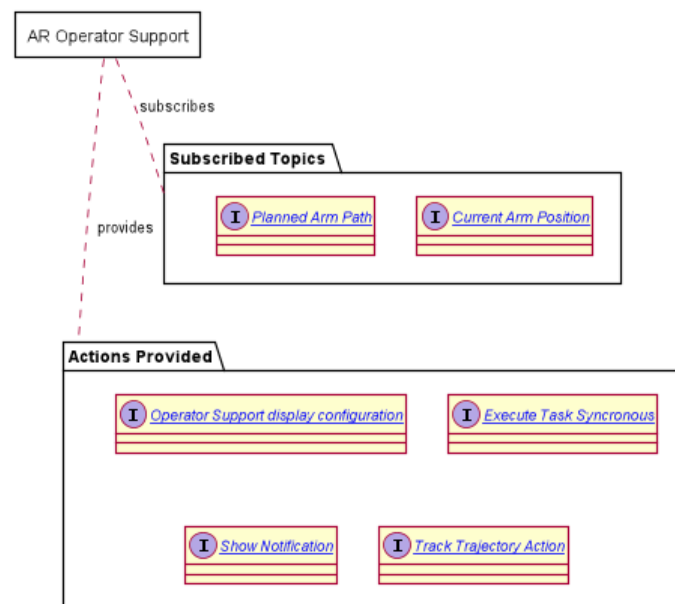 AR Operator Support
subscribes
Subscribed Topics
I Planned Arm Path
I Current Arm Position
provides
Actions Provided
I Operator Support display configuration
I Execute Task Syncronous
I Show Notification
I Track Trajectory Action